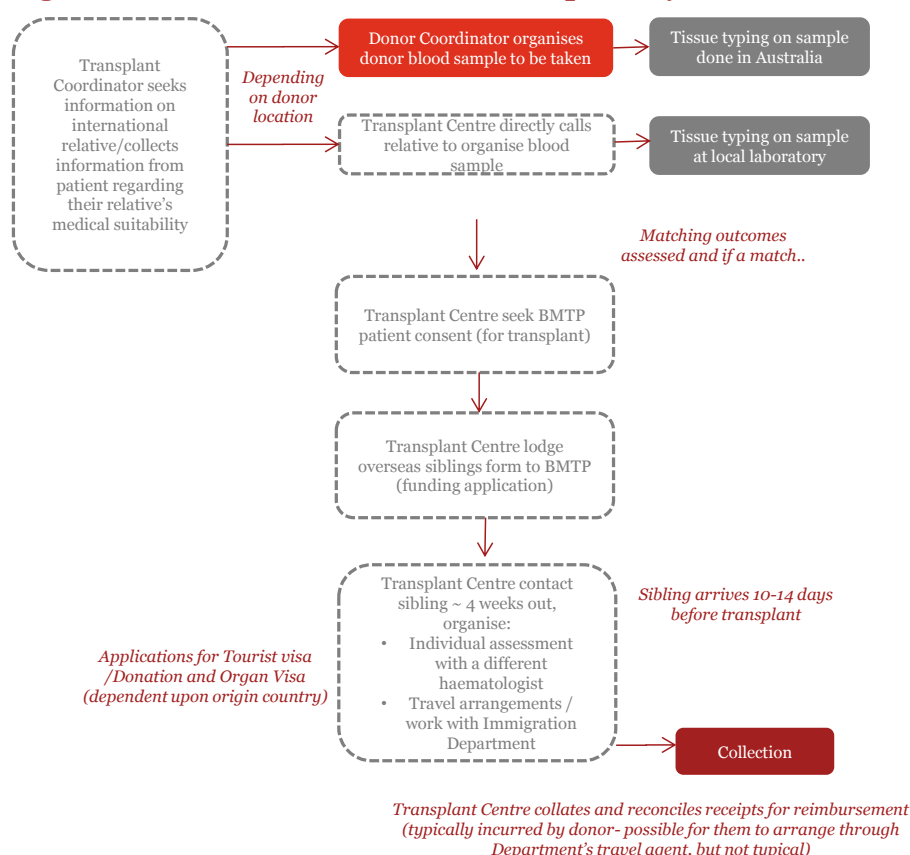 Transplant
Coordinator seeks
information on
international
relative/collects
information from
patient regarding
their relative's
medical suitability
Depending
on donor
location
Donor Coordinator organises
donor blood sample to be taken
Tissue typing on sample
done in Australia
Transplant Centre directly calls
relative to organise blood
sample
Tissue typing on sample
at local laboratory
Matching outcomes
assessed and if a match..
Transplant Centre seek BMTP
patient consent (for transplant)
Transplant Centre lodge
overseas siblings form to BMTP
(funding application)
Transplant Centre contact
sibling ~ 4 weeks out,
organise:
• Individual assessment
with a different
haematologist
• Travel arrangements /
work with Immigration
Department
Sibling arrives 10-14 days
before transplant
Applications for Tourist visa
/Donation and Organ Visa
(dependent upon origin country)
Collection
Transplant Centre collates and reconciles receipts for reimbursement
(typically incurred by donor- possible for them to arrange through
Department's travel agent, but not typical)